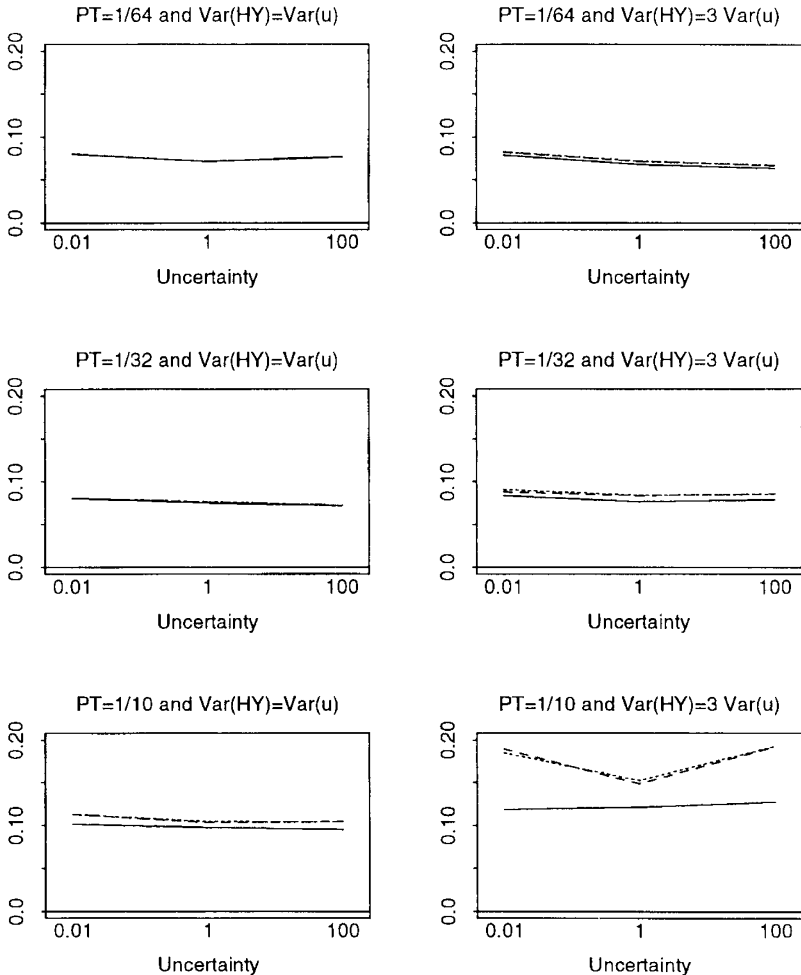 PT=1/64 and Var(HY)=Var(u)
0.20
0.10
0.0
0.01 1 100
Uncertainty
PT=1/64 and Var(HY)=3 Var(u)
0.20
0.10
0.0
0.01 1 100
Uncertainty
PT=1/32 and Var(HY)=Var(u)
0.20
0.10
0.0
0.01 1 100
Uncertainty
PT=1/32 and Var(HY)=3 Var(u)
0.20
0.10
0.0
0.01 1 100
Uncertainty
PT=1/10 and Var(HY)=Var(u)
0.20
0.10
0.0
0.01 1 100
Uncertainty
PT=1/10 and Var(HY)=3 Var(u)
0.20
0.10
0.0
0.01 1 100
Uncertainty